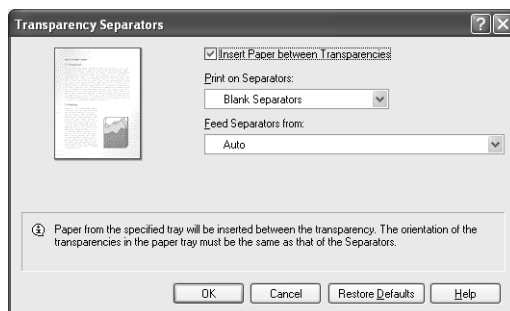 Transparency Separators
Insert Paper between Transparencies
Print on Separators:
Blank Separators
Feed Separators from:
Auto
Paper from the specified tray will be inserted between the transparency. The orientation of the
transparencies in the paper tray must be the same as that of the Separators.
OK Cancel Restore Defaults Help